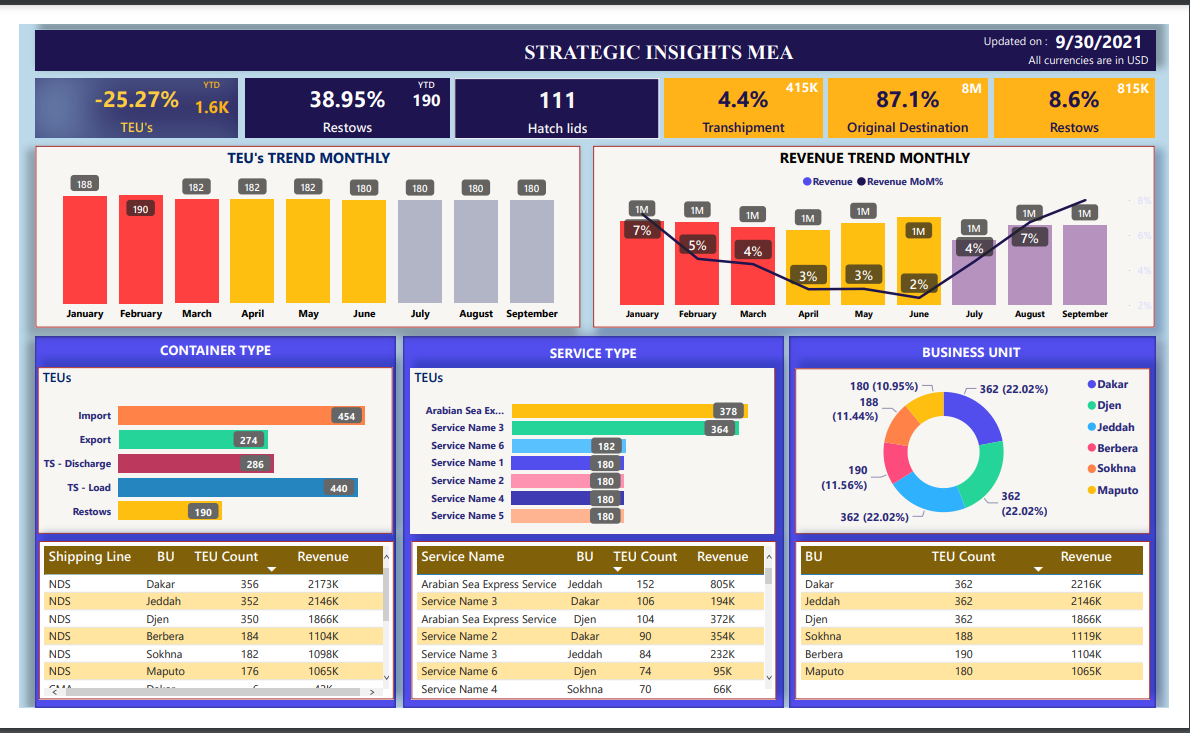 STRATEGIC INSIGHTS MEA
Updated on : 9/30/2021
All currencies are in USD
-25.27%
YTD
1.6K
TEU's
38.95%
YTD
190
Restows
111
Hatch lids
4.4%
415K
Transhipment
87.1%
8M
Original Destination
8.6%
815K
Restows
TEU's TREND MONTHLY
188
190
182
182
182
180
180
180
180
January February March April May June July August September
REVENUE TREND MONTHLY
Revenue Revenue MoM%
1M 1M 1M 1M 1M 1M 1M 1M 1M
7% 5% 4% 3% 3% 2% 4% 7%
8%
6%
4%
2%
January February March April May June July August September
CONTAINER TYPE
TEUs
Import 454
Export 274
TS - Discharge 286
TS - Load 440
Restows 190
Shipping Line BU TEU Count Revenue
NDS Dakar 356 2173K
NDS Jeddah 352 2146K
NDS Djen 350 1866K
NDS Berbera 184 1104K
NDS Sokhna 182 1098K
NDS Maputo 176 1065K
SERVICE TYPE
TEUs
Arabian Sea Ex... 378
Service Name 3 364
Service Name 6 182
Service Name 1 180
Service Name 2 180
Service Name 4 180
Service Name 5 180
Service Name BU TEU Count Revenue
Arabian Sea Express Service Jeddah 152 805K
Service Name 3 Dakar 106 194K
Arabian Sea Express Service Djen 104 372K
Service Name 2 Dakar 90 354K
Service Name 3 Jeddah 84 232K
Service Name 6 Djen 74 95K
Service Name 4 Sokhna 70 66K
BUSINESS UNIT
180 (10.95%)
362 (22.02%)
188
(11.44%)
190
(11.56%)
362 (22.02%)
362
(22.02%)
Dakar
Djen
Jeddah
Berbera
Sokhna
Maputo
BU TEU Count Revenue
Dakar 362 2216K
Jeddah 362 2146K
Djen 362 1866K
Sokhna 188 1119K
Berbera 190 1104K
Maputo 180 1065K